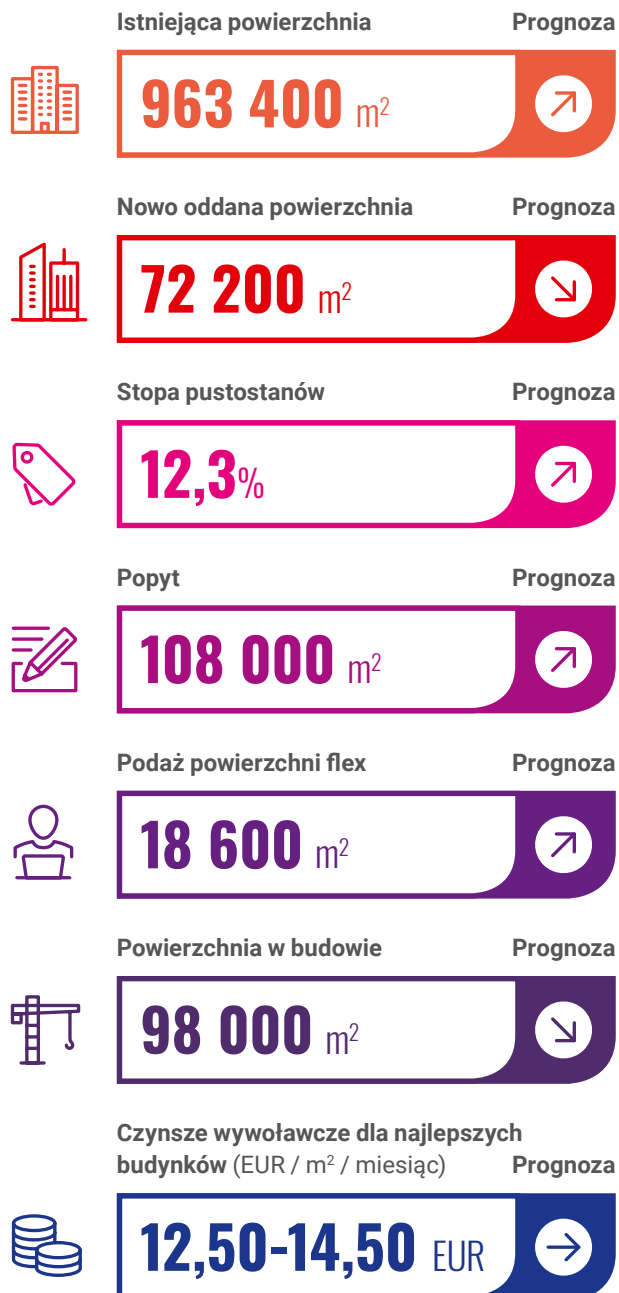 Istniejąca powierzchnia Prognoza
963 400 m²
Nowo oddana powierzchnia Prognoza
72 200 m²
Stopa pustostanów Prognoza
12,3%
Popyt Prognoza
108 000 m²
Podaż powierzchni flex Prognoza
18 600 m²
Powierzchnia w budowie Prognoza
98 000 m²
Czynsze wywoławcze dla najlepszych
budynków (EUR / m² / miesiąc) Prognoza
12,50-14,50 EUR